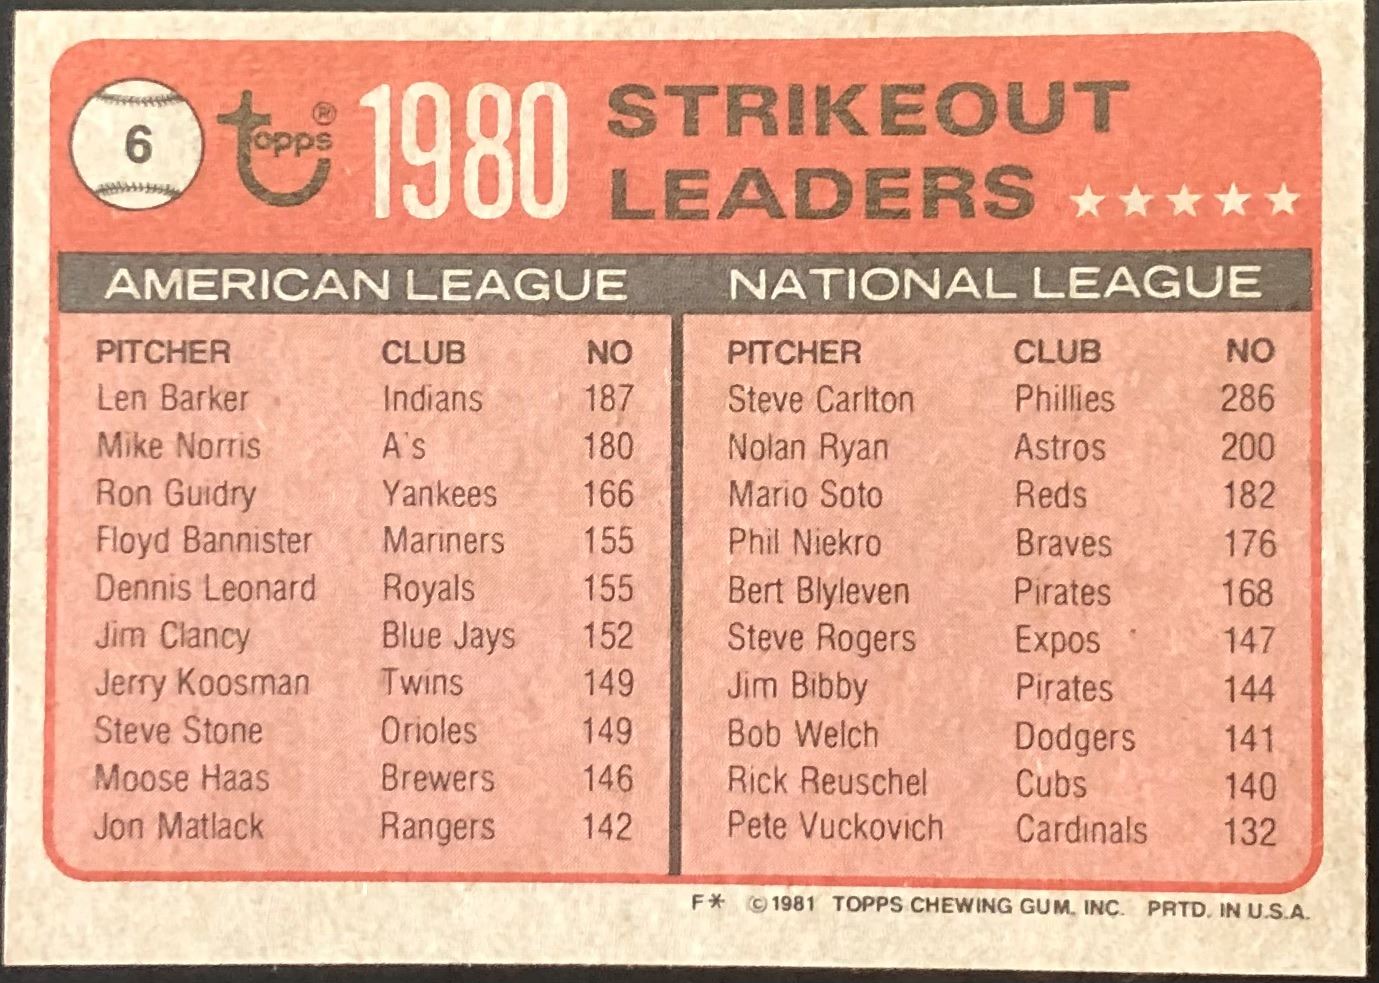 6 Topps ® 1980 STRIKEOUT
LEADERS
AMERICAN LEAGUE NATIONAL LEAGUE
PITCHER CLUB NO PITCHER CLUB NO
Len Barker Indians 187 Steve Carlton Phillies 286
Mike Norris A's 180 Nolan Ryan Astros 200
Ron Guidry Yankees 166 Mario Soto Reds 182
Floyd Bannister Mariners 155 Phil Niekro Braves 176
Dennis Leonard Royals 155 Bert Blyleven Pirates 168
Jim Clancy Blue Jays 152 Steve Rogers Expos 147
Jerry Koosman Twins 149 Jim Bibby Pirates 144
Steve Stone Orioles 149 Bob Welch Dodgers 141
Moose Haas Brewers 146 Rick Reuschel Cubs 140
Jon Matlack Rangers 142 Pete Vuckovich Cardinals 132
F* © 1981 TOPPS CHEWING GUM, INC. PRTD. IN U.S.A.